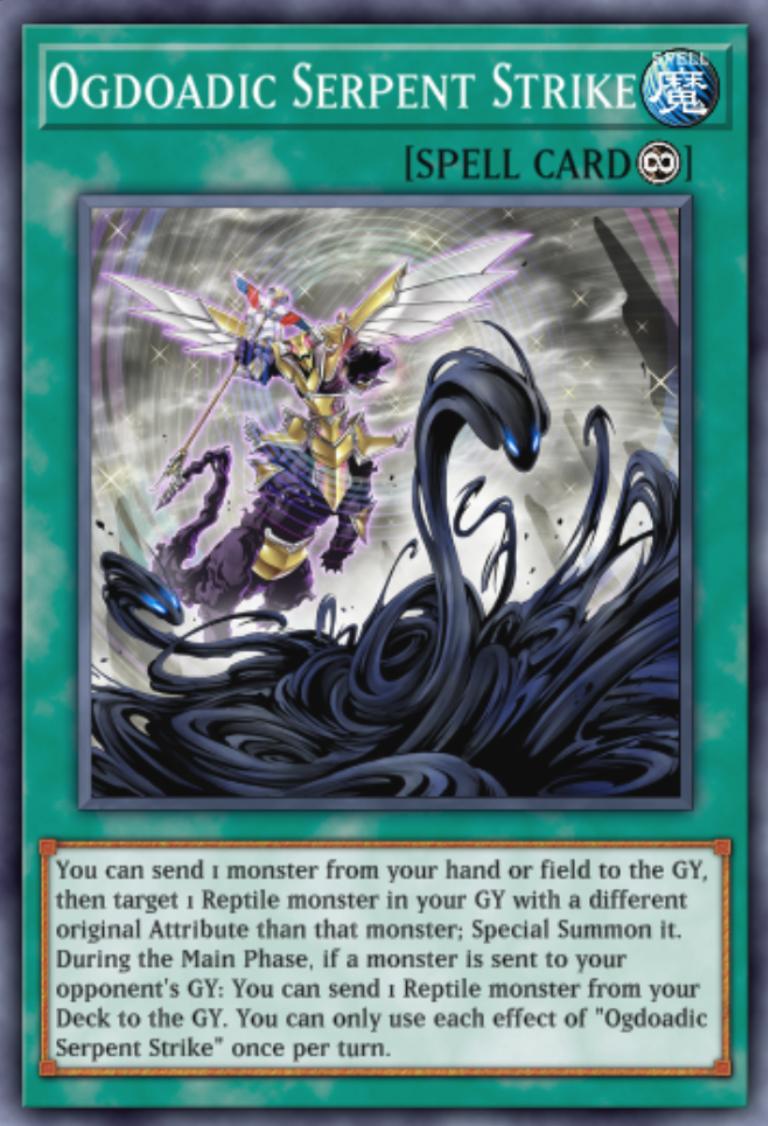 Ogdoadic Serpent Strike
SPELL
魔
[SPELL CARD♾]
You can send 1 monster from your hand or field to the GY,
then target 1 Reptile monster in your GY with a different
original Attribute than that monster; Special Summon it.
During the Main Phase, if a monster is sent to your
opponent's GY: You can send 1 Reptile monster from your
Deck to the GY. You can only use each effect of "Ogdoadic
Serpent Strike" once per turn.